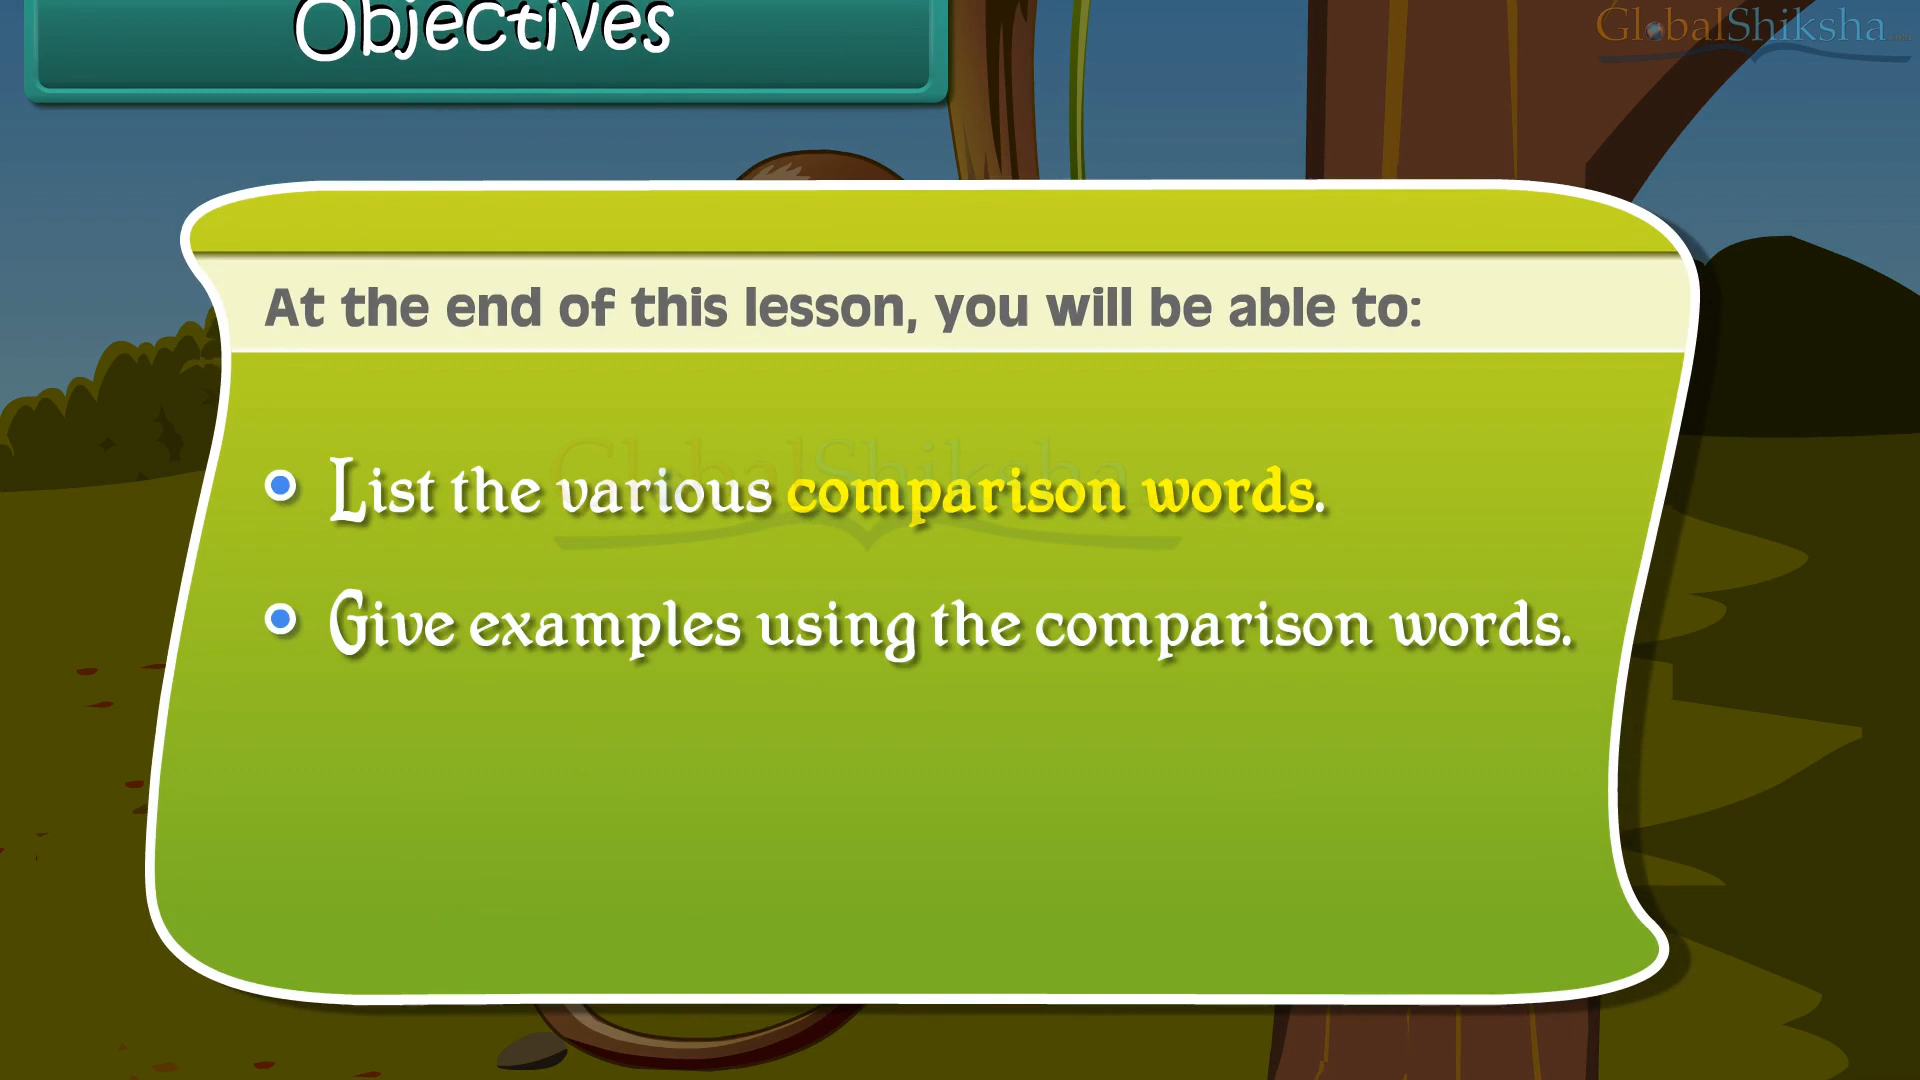 Objectives
GlobalShiksha
At the end of this lesson, you will be able to:
GlobalShiksha
List the various comparison words.
Give examples using the comparison words.